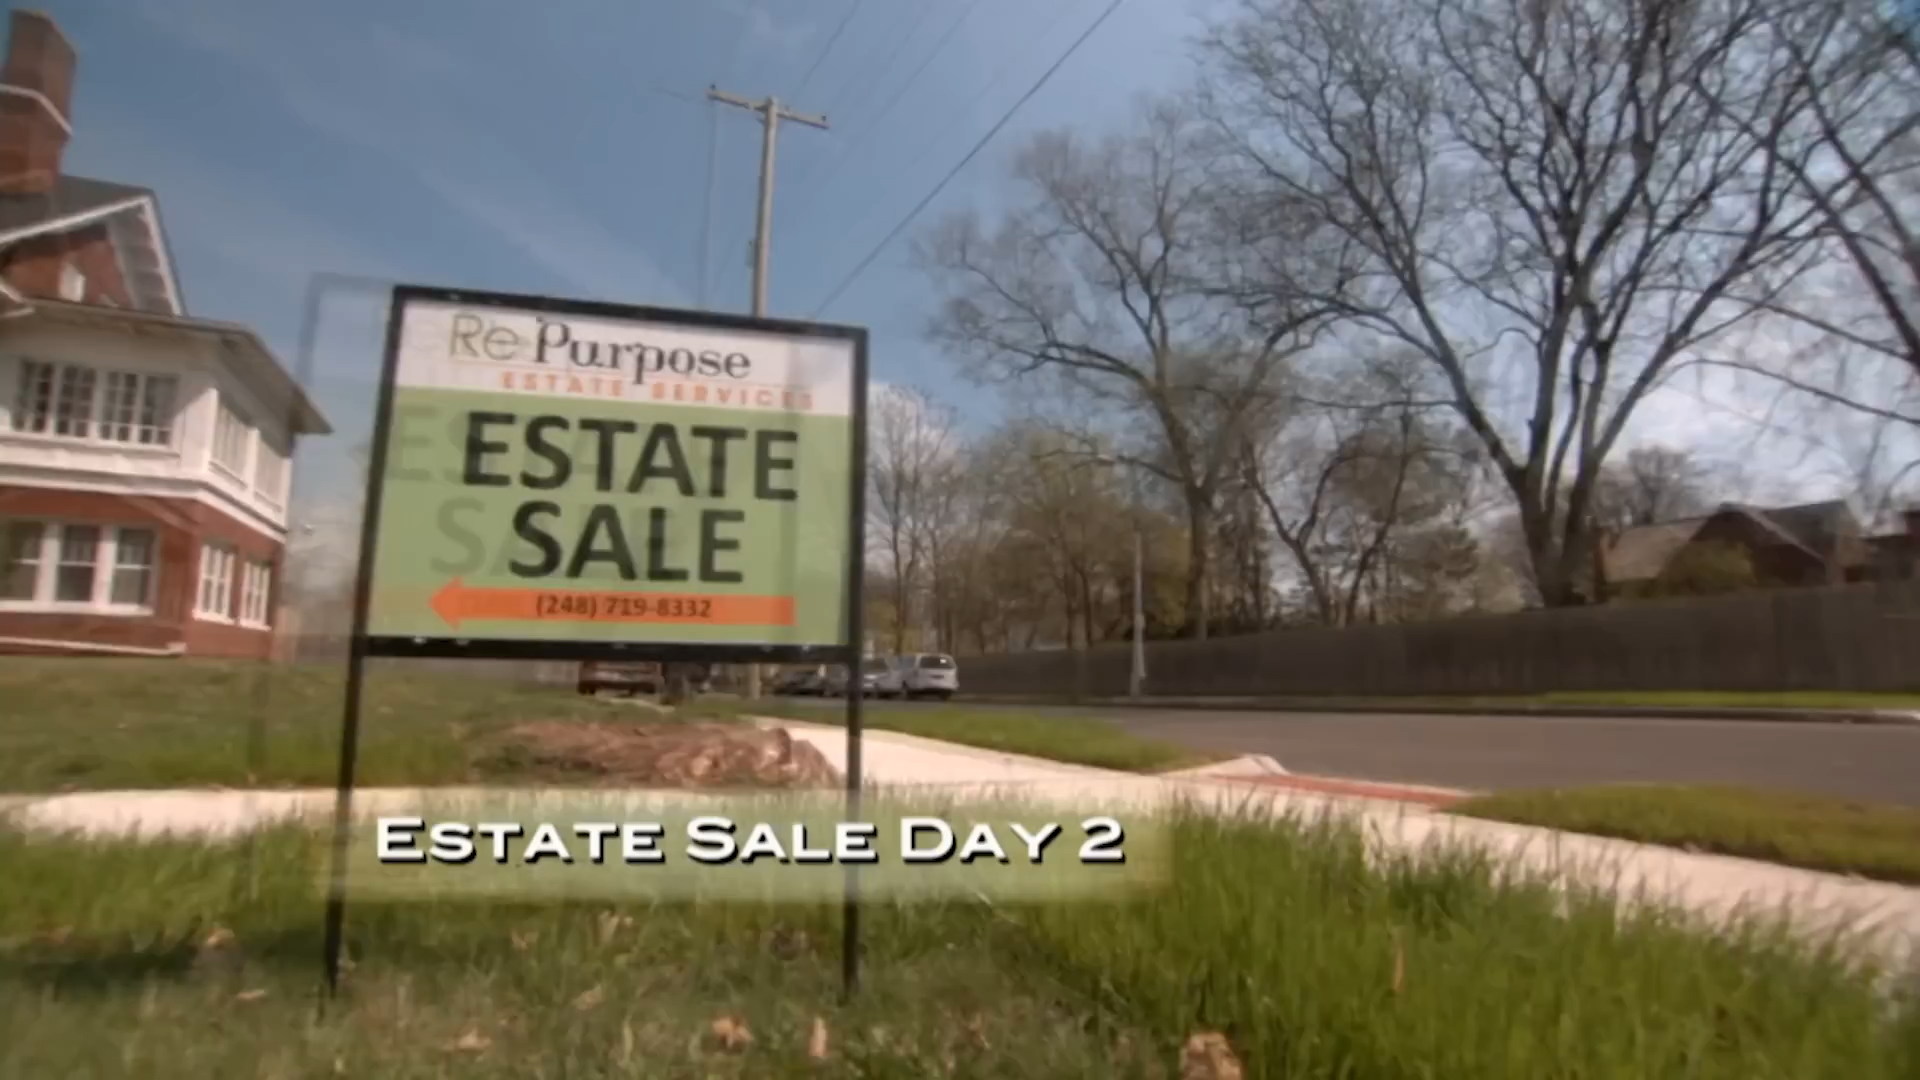 Re Purpose
ESTATE SERVICES
ESTATE
SALE
(248) 719-8332
ESTATE SALE DAY 2